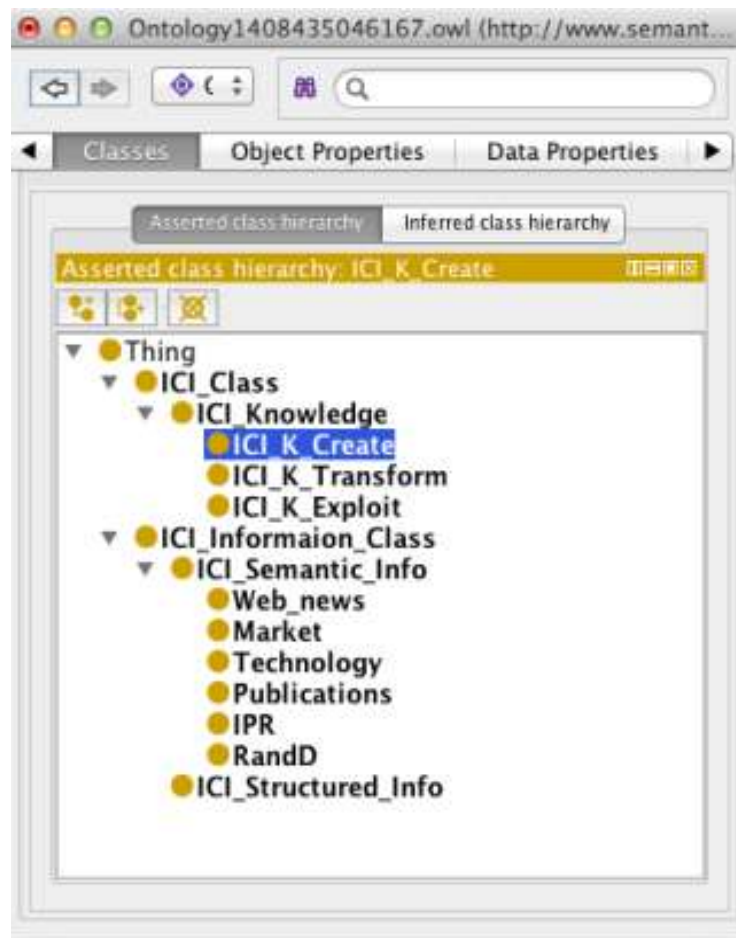 Ontology1408435046167.owl (http://www.semant...
Classes Object Properties Data Properties
Asserted class hierarchy Inferred class hierarchy
Asserted class hierarchy: ICI_K_Create
Thing
ICI_Class
ICI_Knowledge
ICI_K_Create
ICI_K_Transform
ICI_K_Exploit
ICI_Informaion_Class
ICI_Semantic_Info
Web_news
Market
Technology
Publications
IPR
RandD
ICI_Structured_Info